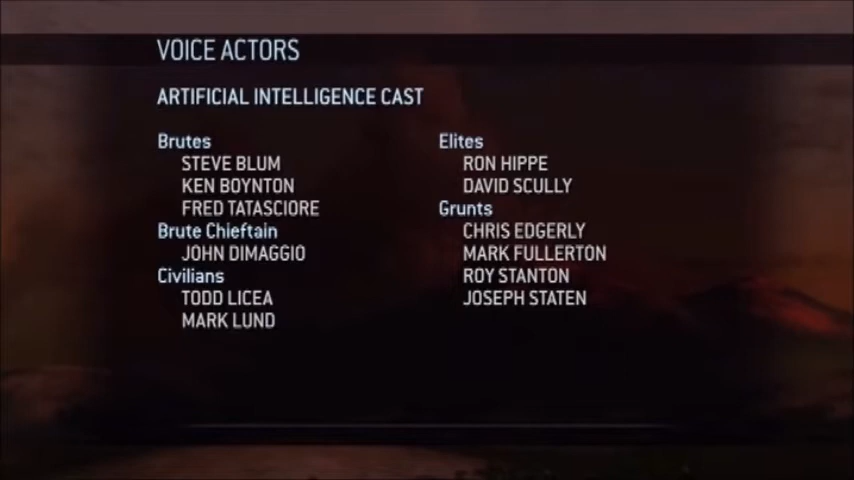 VOICE ACTORS
ARTIFICIAL INTELLIGENCE CAST
Brutes
STEVE BLUM
KEN BOYNTON
FRED TATASCIORE
Brute Chieftain
JOHN DIMAGGIO
Civilians
TODD LICEA
MARK LUND
Elites
RON HIPPE
DAVID SCULLY
Grunts
CHRIS EDGERLY
MARK FULLERTON
ROY STANTON
JOSEPH STATEN